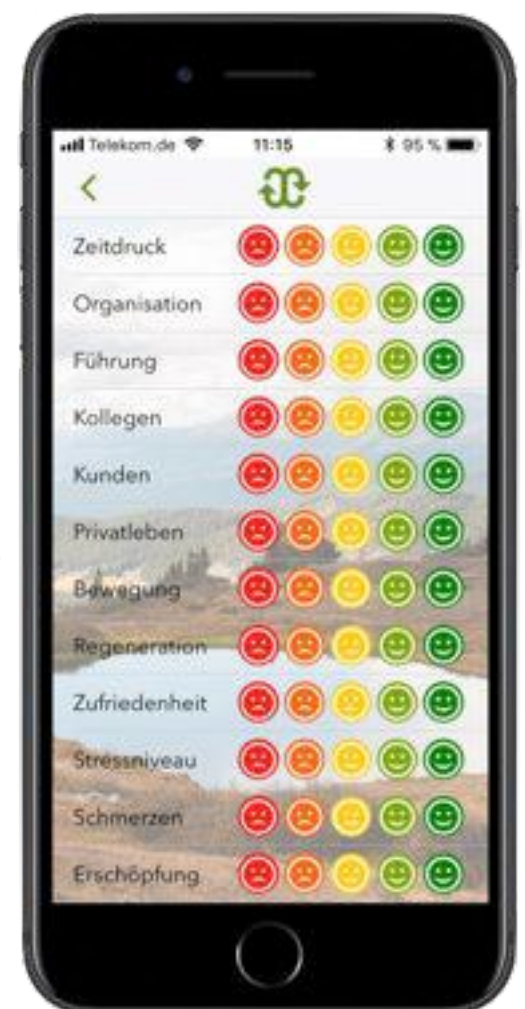 Telekom.de 11:15 95 %
Zeitdruck
Organisation
Führung
Kollegen
Kunden
Privatleben
Bewegung
Regeneration
Zufriedenheit
Stressniveau
Schmerzen
Erschöpfung